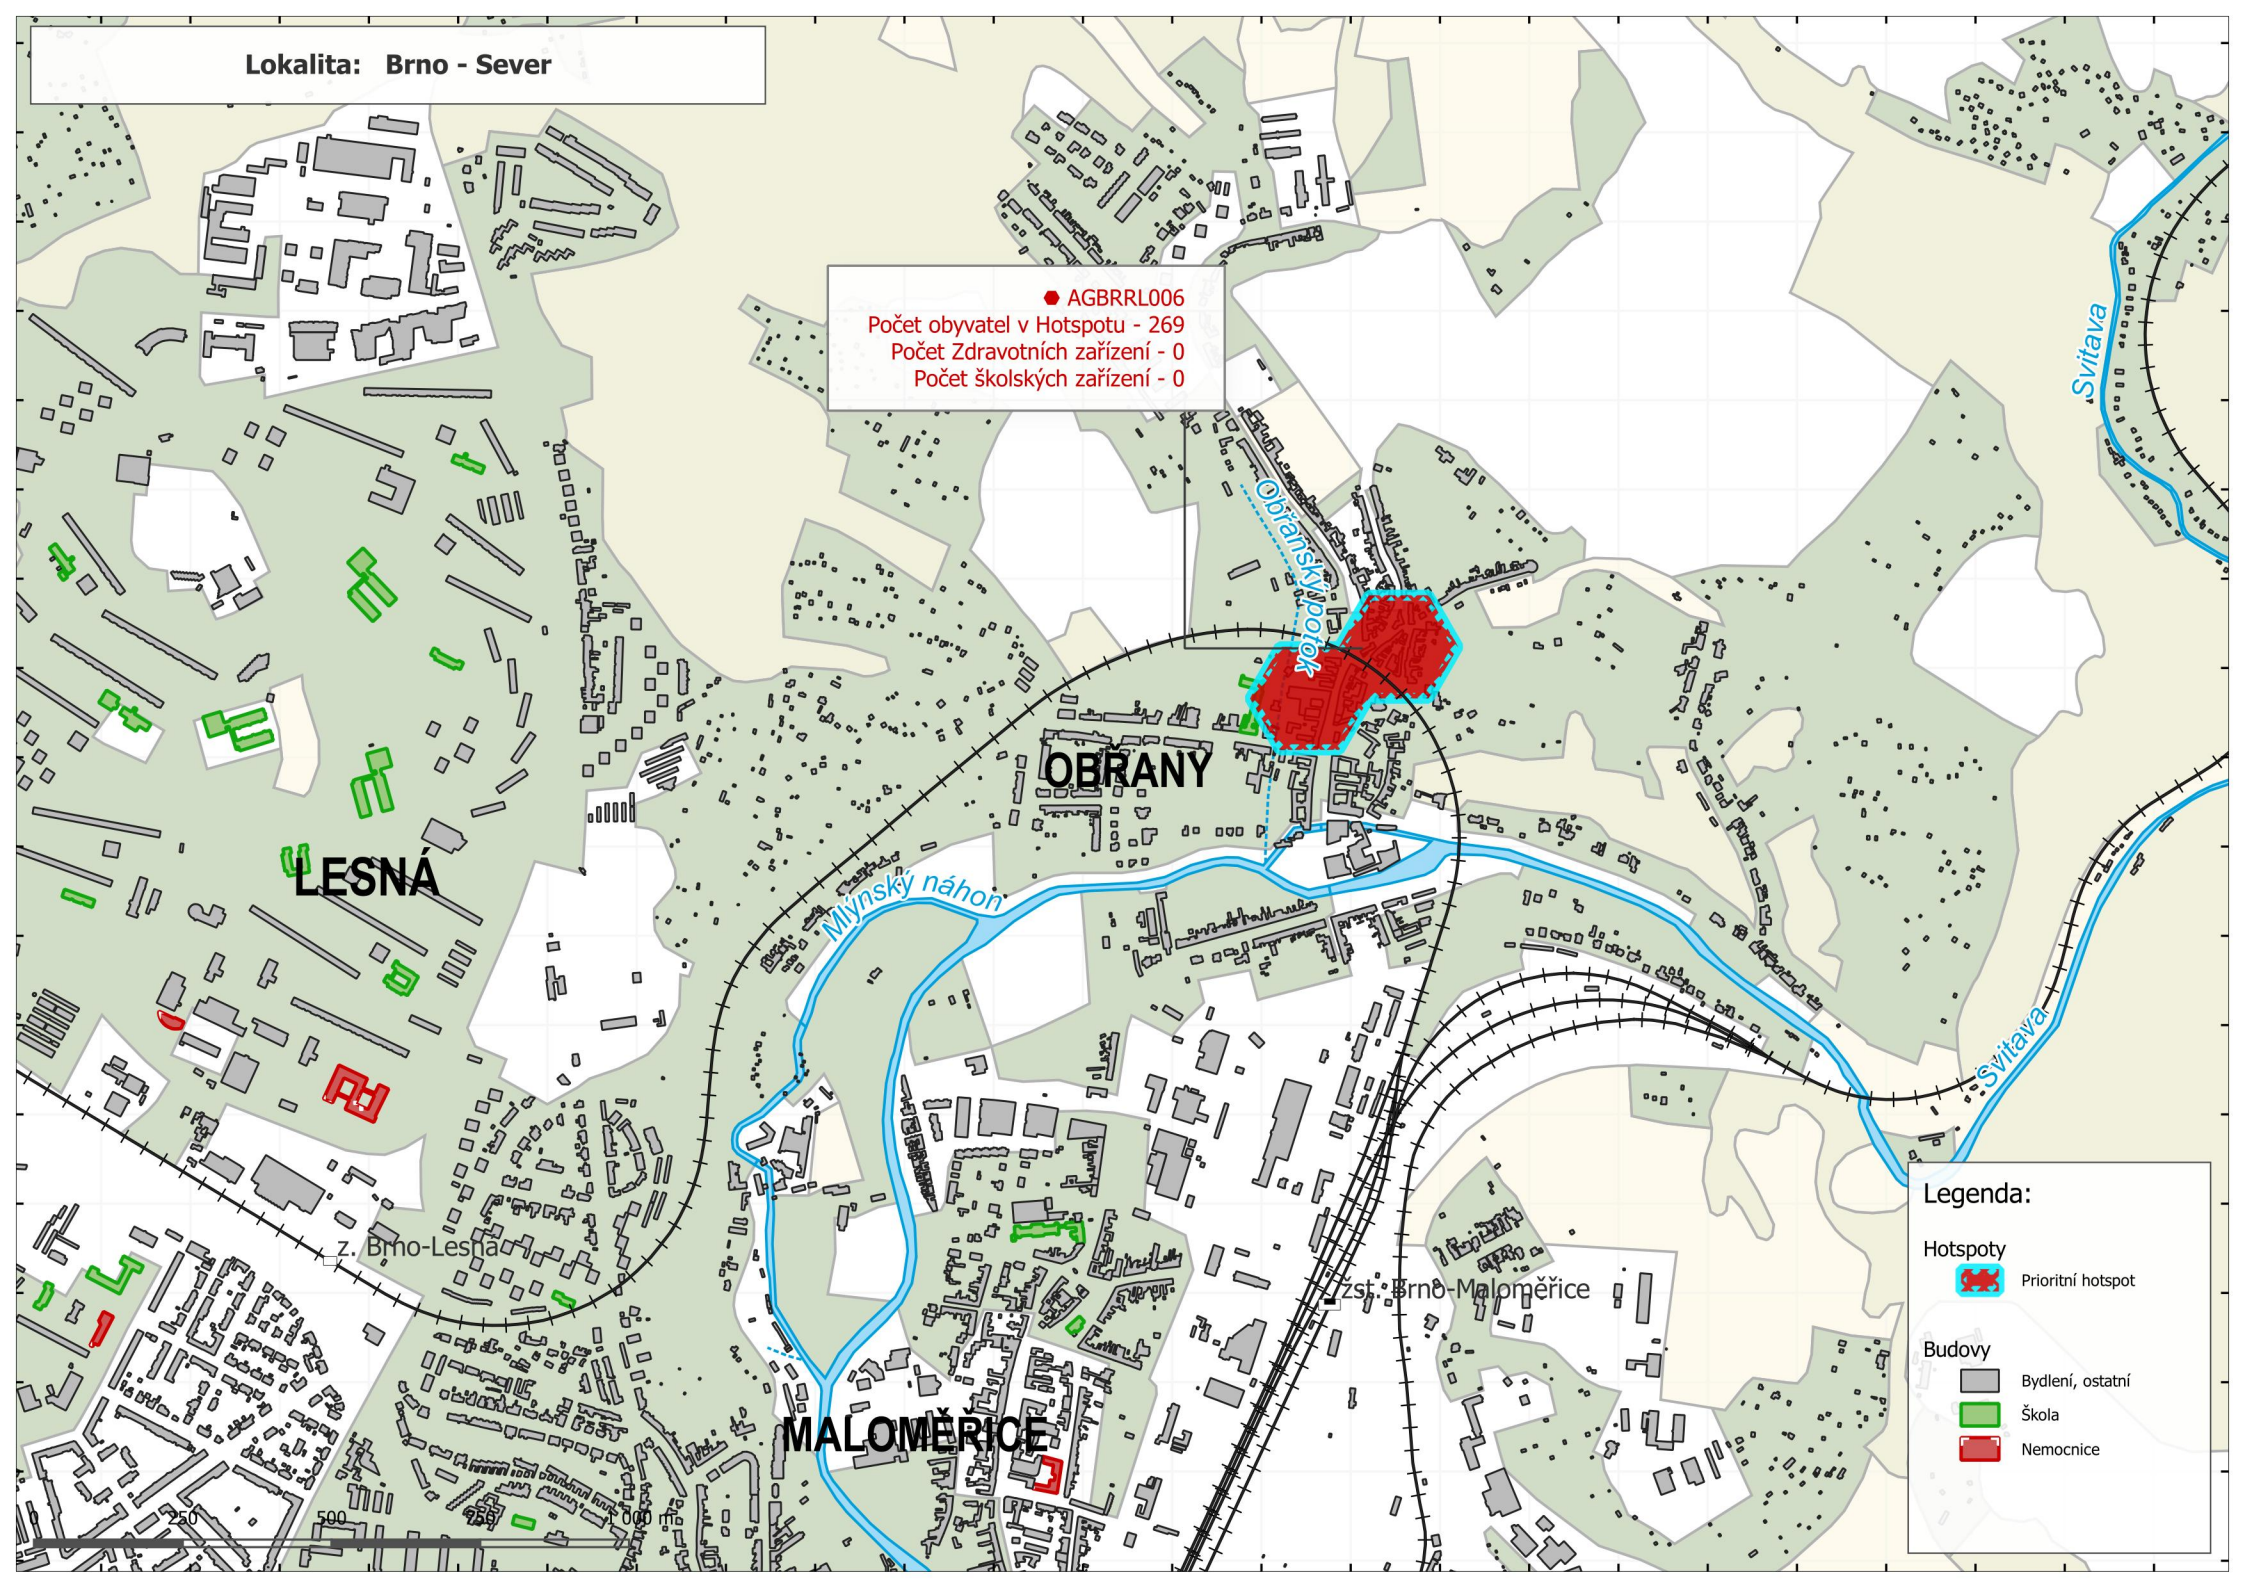 Lokalita: Brno - Sever
AGBRRL006
Počet obyvatel v Hotspotu - 269
Počet Zdravotních zařízení - 0
Počet školských zařízení - 0
Svitava
Obřanský potok
OBŘANY
LESNÁ
Mlýnský náhon
Svitava
z. Brno-Lesná
žst. Brno-Maloměřice
MALOMĚŘICE
0 250 500 750 1 000 m
Legenda:
Hotspoty
Prioritní hotspot
Budovy
Bydlení, ostatní
Škola
Nemocnice